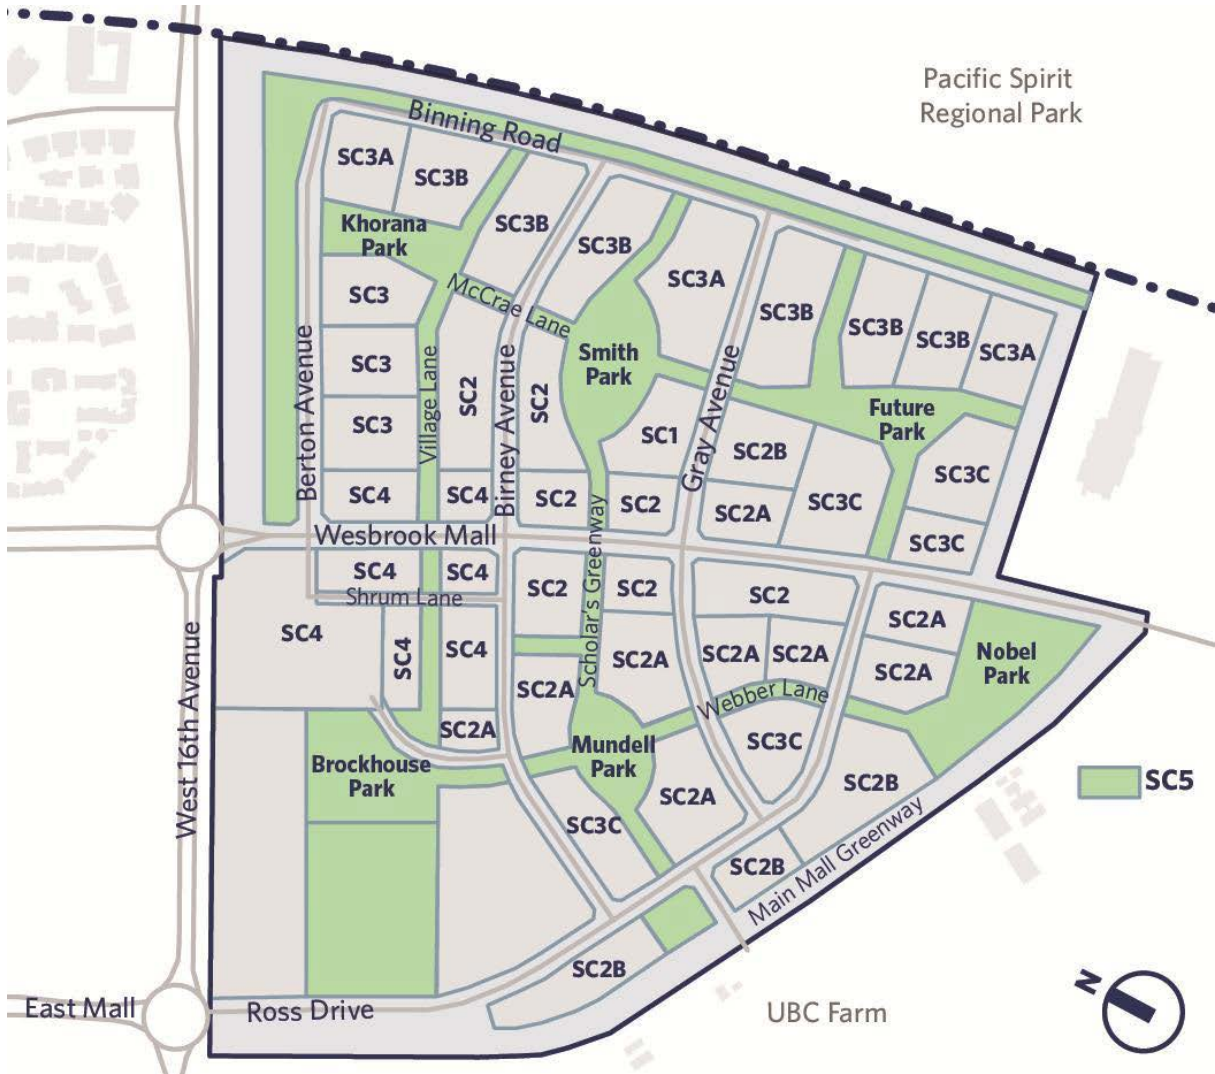 Pacific Spirit
Regional Park
Binning Road
SC3A
SC3B
SC3B
SC3B
SC3A
SC3B
SC3B
SC3B
SC3A
Khorana
Park
SC3
McCrae Lane
Smith
Park
SC3
SC3
Berton Avenue
Village Lane
SC2
Birney Avenue
SC2
SC1
Gray Avenue
Future
Park
SC2B
SC3C
SC3C
SC4
SC4
SC2
SC2
SC2A
SC3C
Scholar's Greenway
Wesbrook Mall
SC4
SC4
SC2
SC2
SC2
SC2A
Shrum Lane
SC4
SC4
SC4
SC2A
SC2A
SC2A
SC2A
SC2A
Nobel
Park
SC2A
Webber Lane
SC2A
West 16th Avenue
Brockhouse
Park
Mundell
Park
SC3C
SC2B
SC5
SC2A
SC3C
SC2B
Main Mall Greenway
SC2B
East Mall
Ross Drive
UBC Farm
N